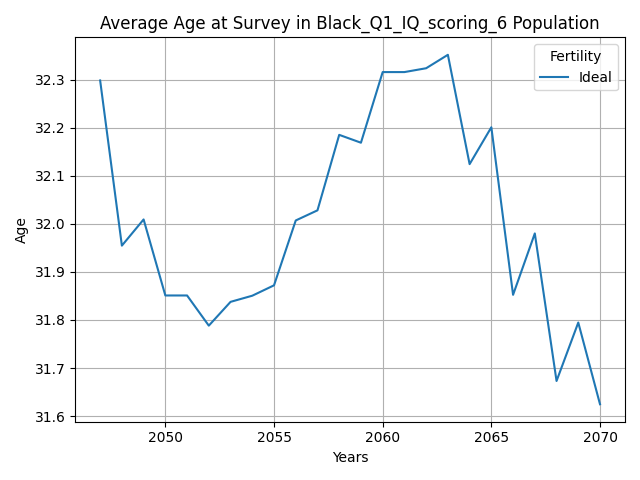 Average Age at Survey in Black_Q1_IQ_scoring_6 Population
Fertility
Ideal
32.3
32.2
32.1
32.0
31.9
31.8
31.7
31.6
Age
2050 2055 2060 2065 2070
Years